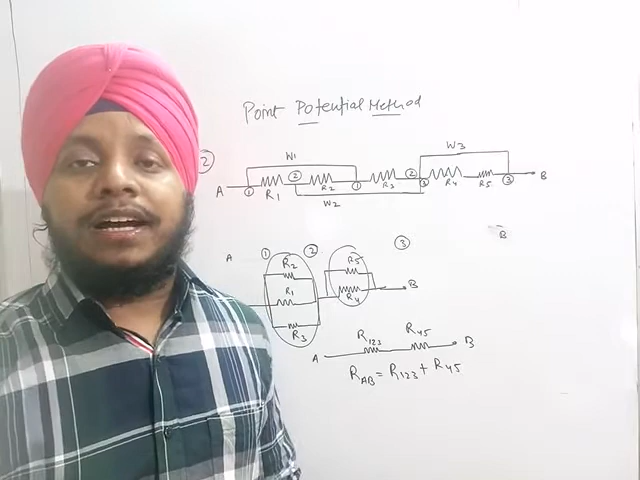 Point Potential Method
2
W1
W3
A ① R1 ② R2 ① R3 ② ③ R4 R5 ③ B
W2
B
A ① ② ③
R2 R5
R1 R4 B
R3
R123 R45
A B
RAB = R123 + R45